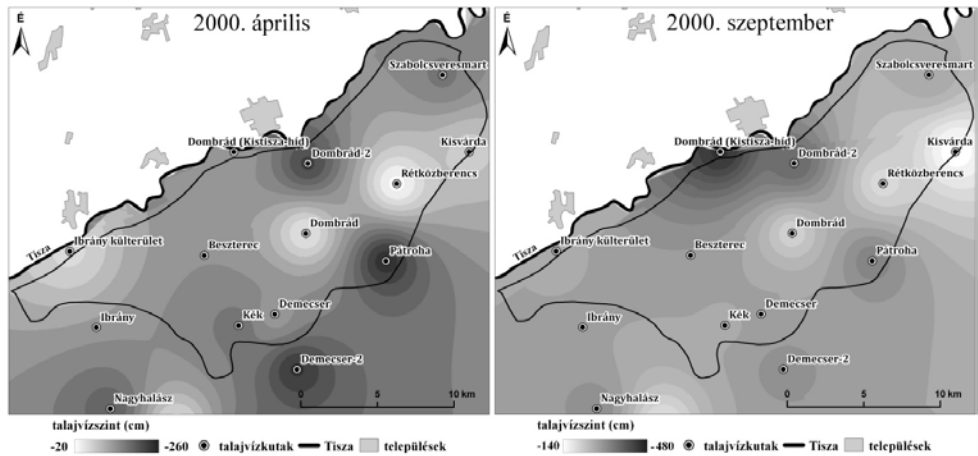 É
2000. április
Szabolcsveresmart
Dombrád (Kistisza-híd)
Dombrád-2
Kisvárda
Rétközberencs
Dombrád
Tisza
Ibrány külterület
Beszterec
Pátroha
Demecser
Kék
Ibrány
Demecser-2
Nagyhalász
0 5 10 km
talajvízszint (cm)
-20 -260 talajvízkutak Tisza települések
É
2000. szeptember
Szabolcsveresmart
Dombrád (Kistisza-híd)
Dombrád-2
Kisvárda
Rétközberencs
Dombrád
Tisza
Ibrány külterület
Beszterec
Pátroha
Demecser
Kék
Ibrány
Demecser-2
Nagyhalász
0 5 10 km
talajvízszint (cm)
-140 -480 talajvízkutak Tisza települések